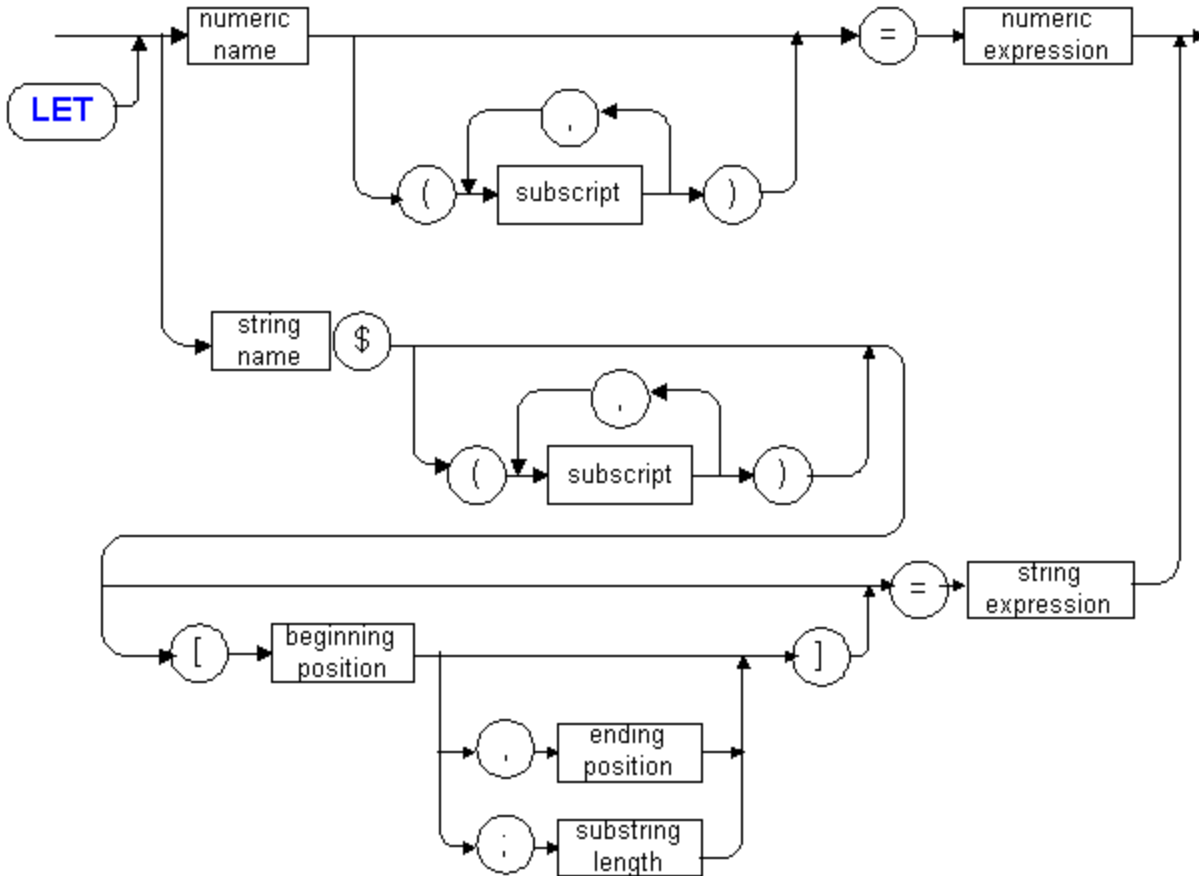 numeric
name
=
numeric
expression
LET
,
(
subscript
)
string
name
$
,
(
subscript
)
=
string
expression
[
beginning
position
]
,
ending
position
;
substring
length